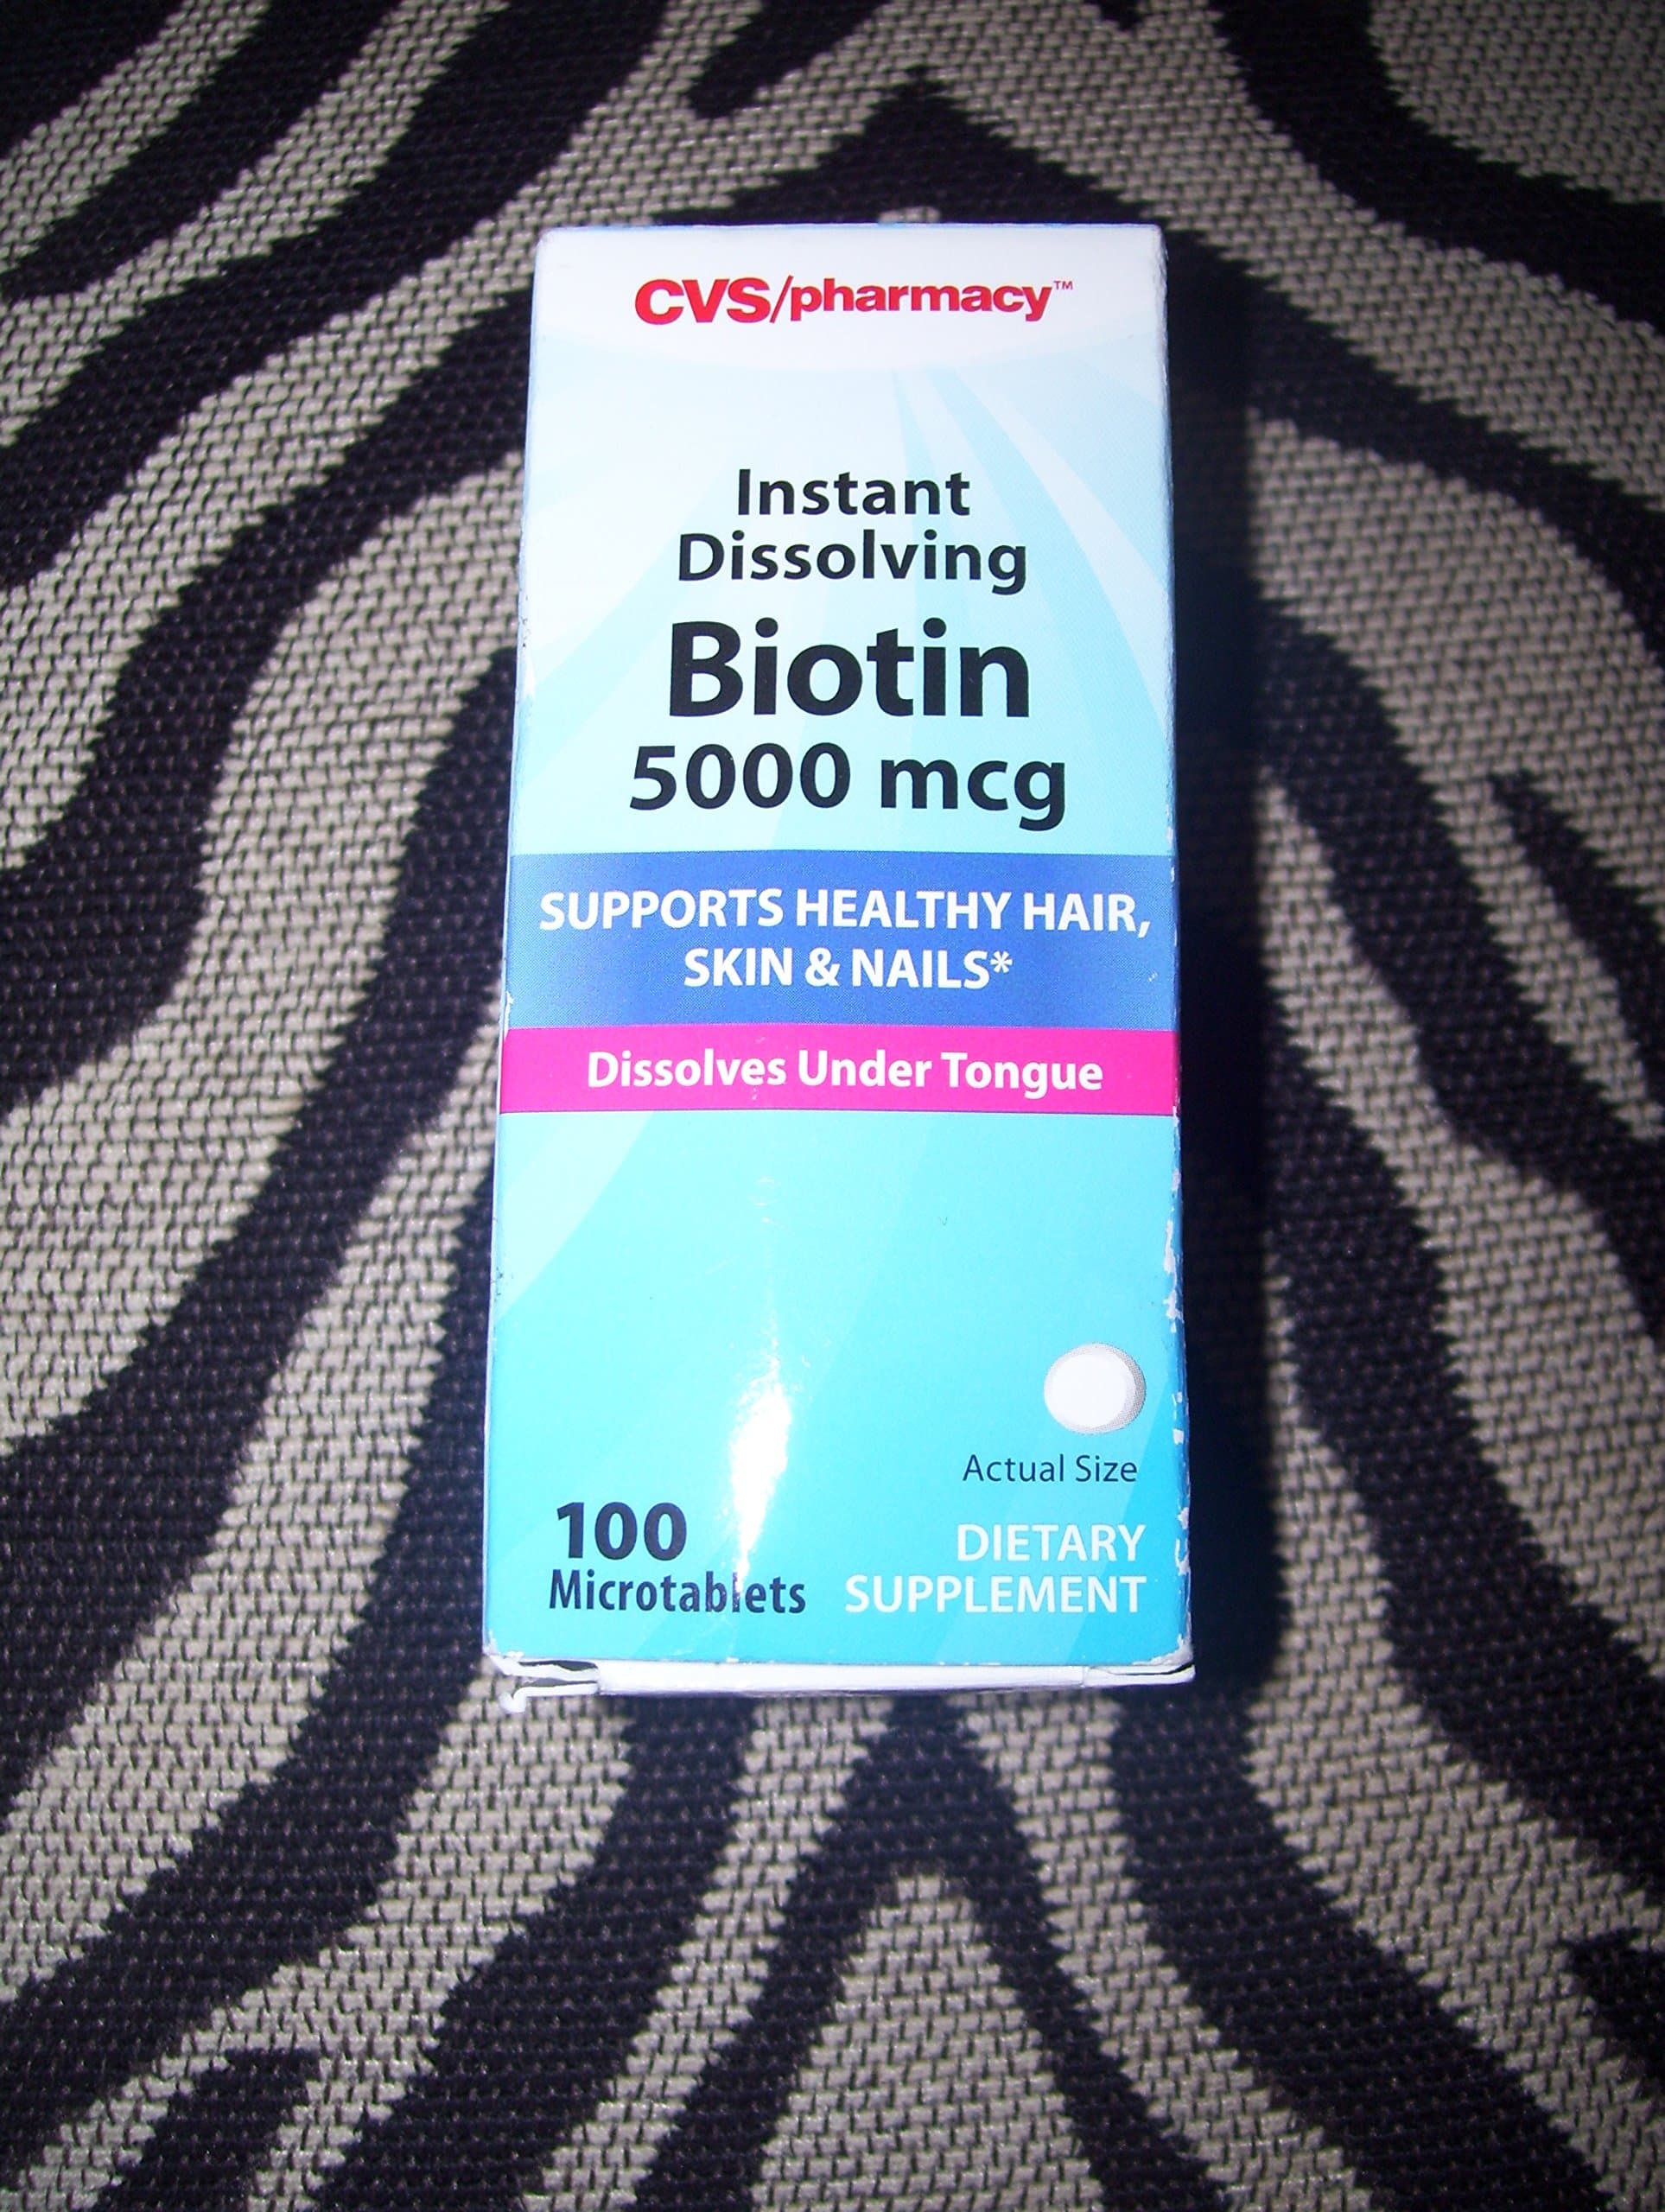 CVS/pharmacy™
Instant
Dissolving
Biotin
5000 mcg
SUPPORTS HEALTHY HAIR,
SKIN & NAILS*
Dissolves Under Tongue
Actual Size
100
Microtablets
DIETARY
SUPPLEMENT